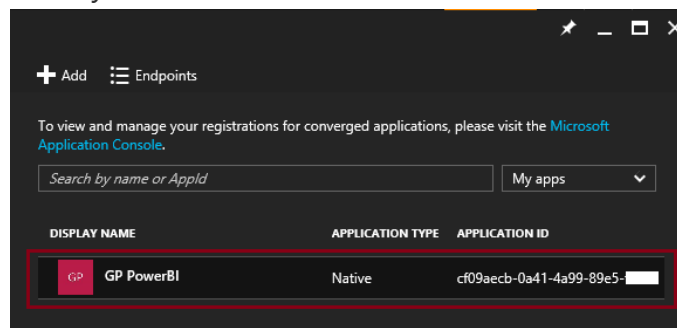 Add Endpoints
To view and manage your registrations for converged applications, please visit the Microsoft
Application Console.
Search by name or AppId My apps
DISPLAY NAME APPLICATION TYPE APPLICATION ID
GP GP PowerBI Native cf09aecb-0a41-4a99-89e5-